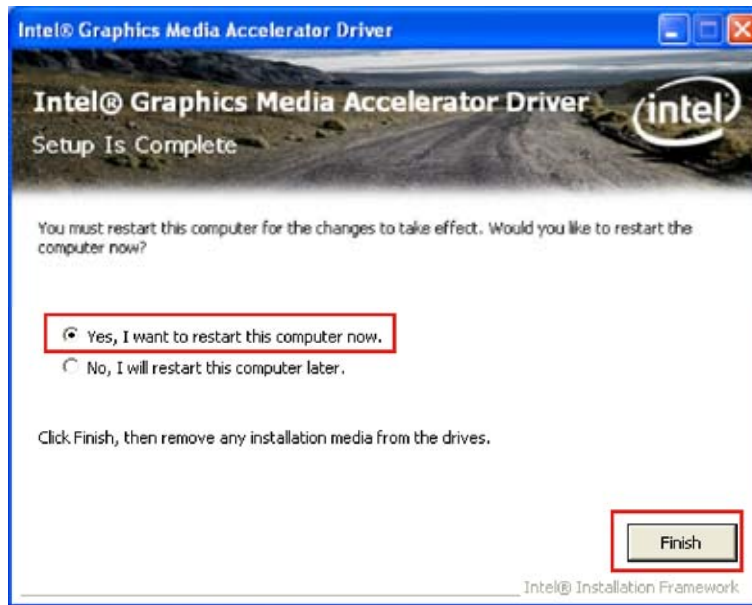 Intel® Graphics Media Accelerator Driver
Intel® Graphics Media Accelerator Driver
intel
Setup Is Complete
You must restart this computer for the changes to take effect. Would you like to restart the
computer now?
Yes, I want to restart this computer now.
No, I will restart this computer later.
Click Finish, then remove any installation media from the drives.
Finish
Intel® Installation Framework